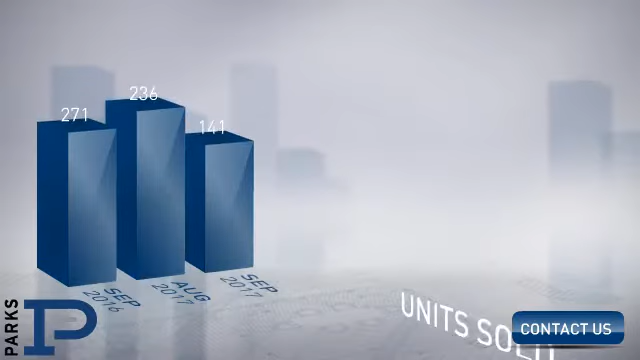 271
236
141
SEP
2016
AUG
2017
SEP
2017
UNITS SOLD
PARKS
P
CONTACT US